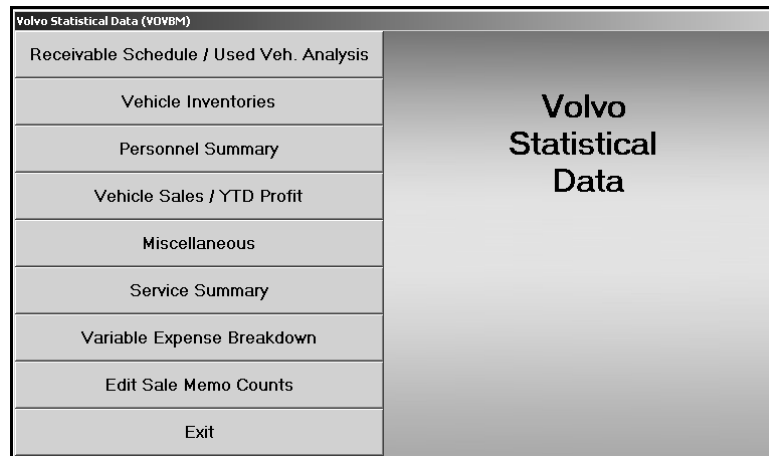 Volvo Statistical Data (VOVBM)
Receivable Schedule / Used Veh. Analysis
Vehicle Inventories
Personnel Summary
Vehicle Sales / YTD Profit
Miscellaneous
Service Summary
Variable Expense Breakdown
Edit Sale Memo Counts
Exit
Volvo
Statistical
Data